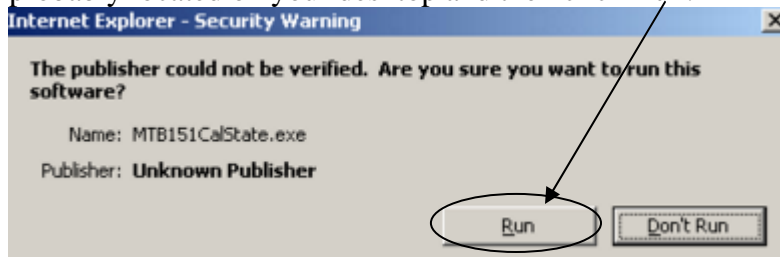 Internet Explorer - Security Warning
The publisher could not be verified. Are you sure you want to run this
software?
Name: MTB151CalState.exe
Publisher: Unknown Publisher
Run
Don't Run